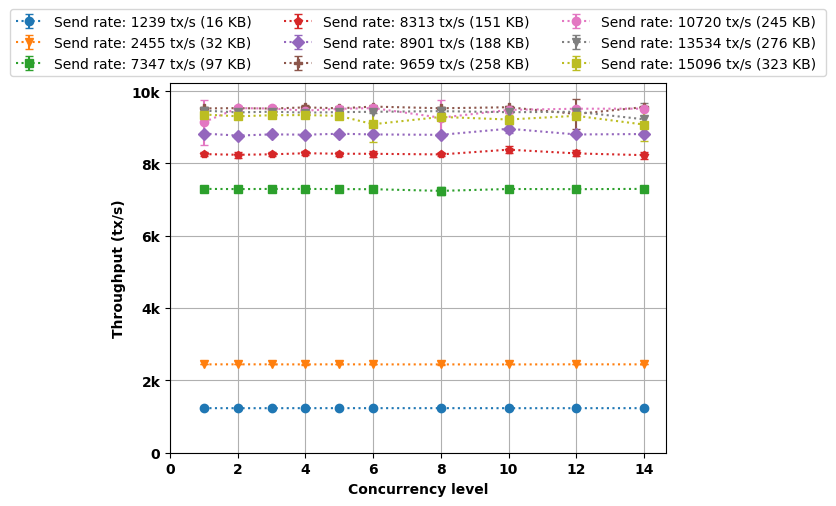 Send rate: 1239 tx/s (16 KB) Send rate: 8313 tx/s (151 KB) Send rate: 10720 tx/s (245 KB)
Send rate: 2455 tx/s (32 KB) Send rate: 8901 tx/s (188 KB) Send rate: 13534 tx/s (276 KB)
Send rate: 7347 tx/s (97 KB) Send rate: 9659 tx/s (258 KB) Send rate: 15096 tx/s (323 KB)
10k
8k
6k
4k
2k
0
Throughput (tx/s)
0 2 4 6 8 10 12 14
Concurrency level